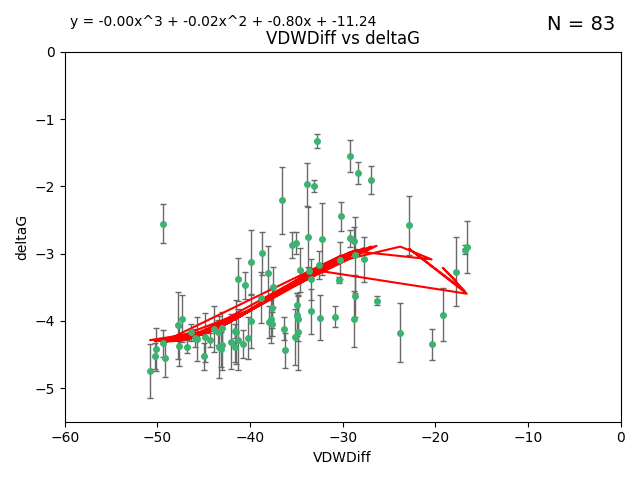 y = -0.00x^3 + -0.02x^2 + -0.80x + -11.24
N = 83
VDWDiff vs deltaG
0
−1
−2
−3
−4
−5
deltaG
−60 −50 −40 −30 −20 −10 0
VDWDiff